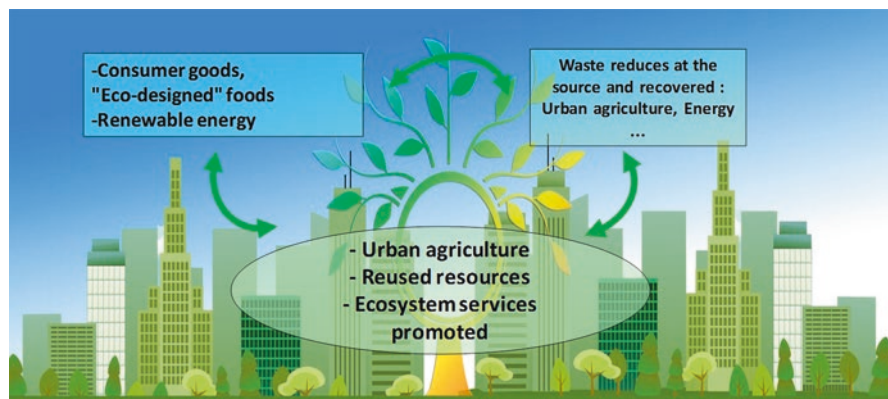 -Consumer goods,
"Eco-designed" foods
-Renewable energy
Waste reduces at the
source and recovered :
Urban agriculture, Energy
...
- Urban agriculture
- Reused resources
- Ecosystem services
promoted